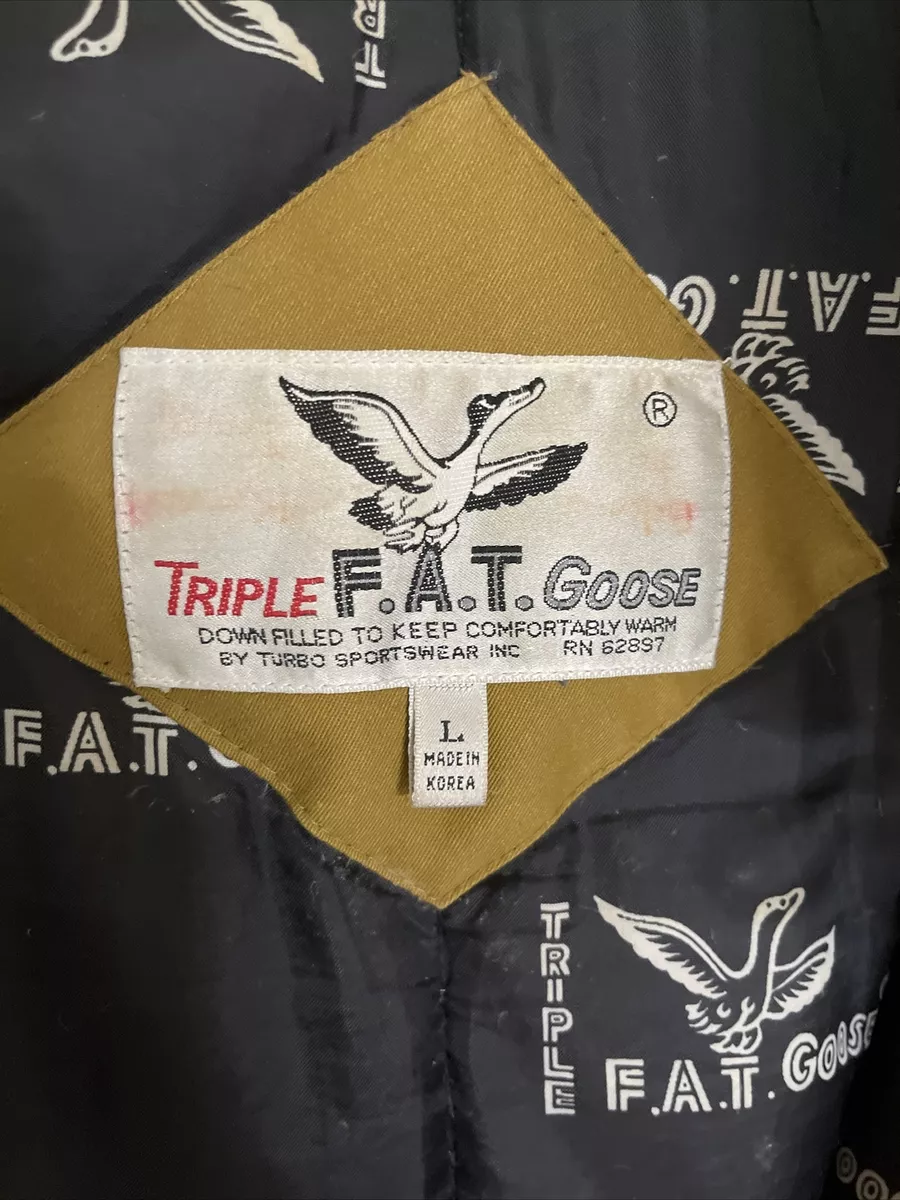 F.A.T. GO
®
TRIPLE F.A.T. GOOSE
DOWN FILLED TO KEEP COMFORTABLY WARM
BY TURBO SPORTSWEAR INC RN 62897
L
MADE IN
KOREA
F.A.T.
TRIPLE
F.A.T. GOOSE